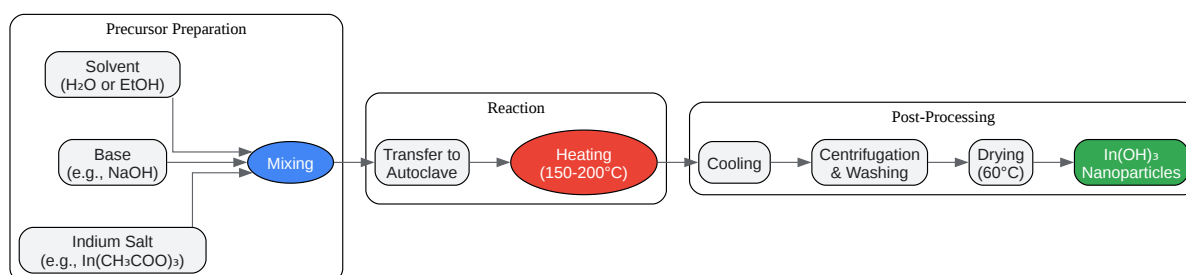 Precursor Preparation
Solvent
(H₂O or EtOH)
Base
(e.g., NaOH)
Indium Salt
(e.g., In(CH₃COO)₃)
Mixing
Reaction
Transfer to
Autoclave
Heating
(150-200°C)
Post-Processing
Cooling
Centrifugation
& Washing
Drying
(60°C)
In(OH)₃
Nanoparticles